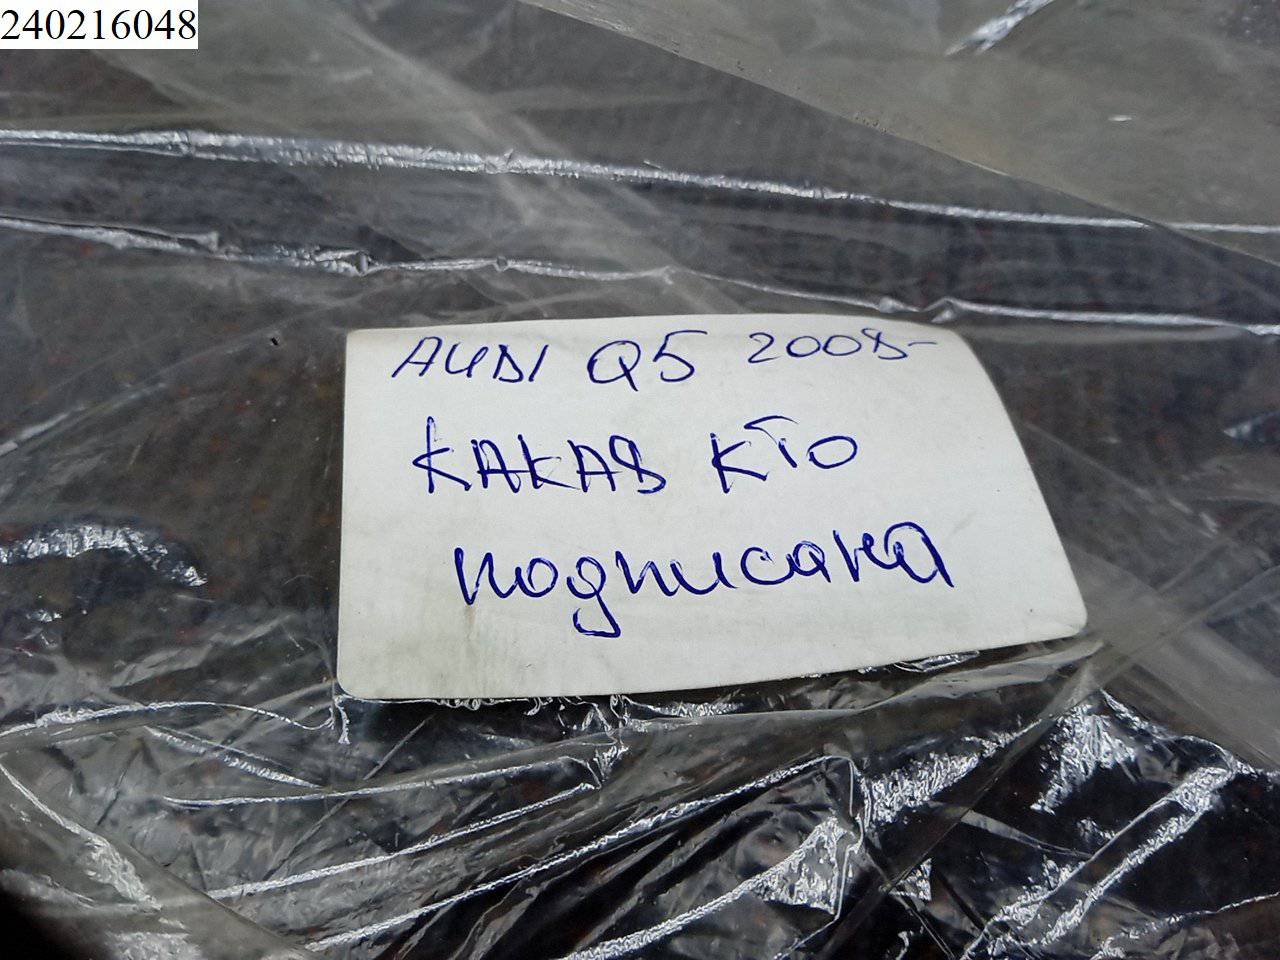 240216048
AUDI Q5 2008-
КАКАЯ КТО
подписана